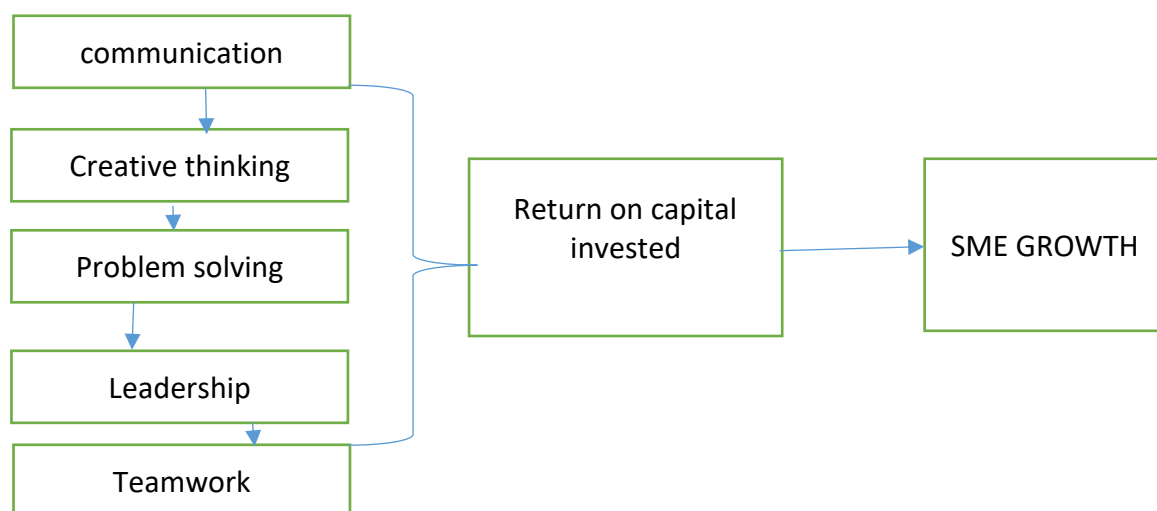 communication
Creative thinking
Problem solving
Leadership
Teamwork
Return on capital
invested
SME GROWTH